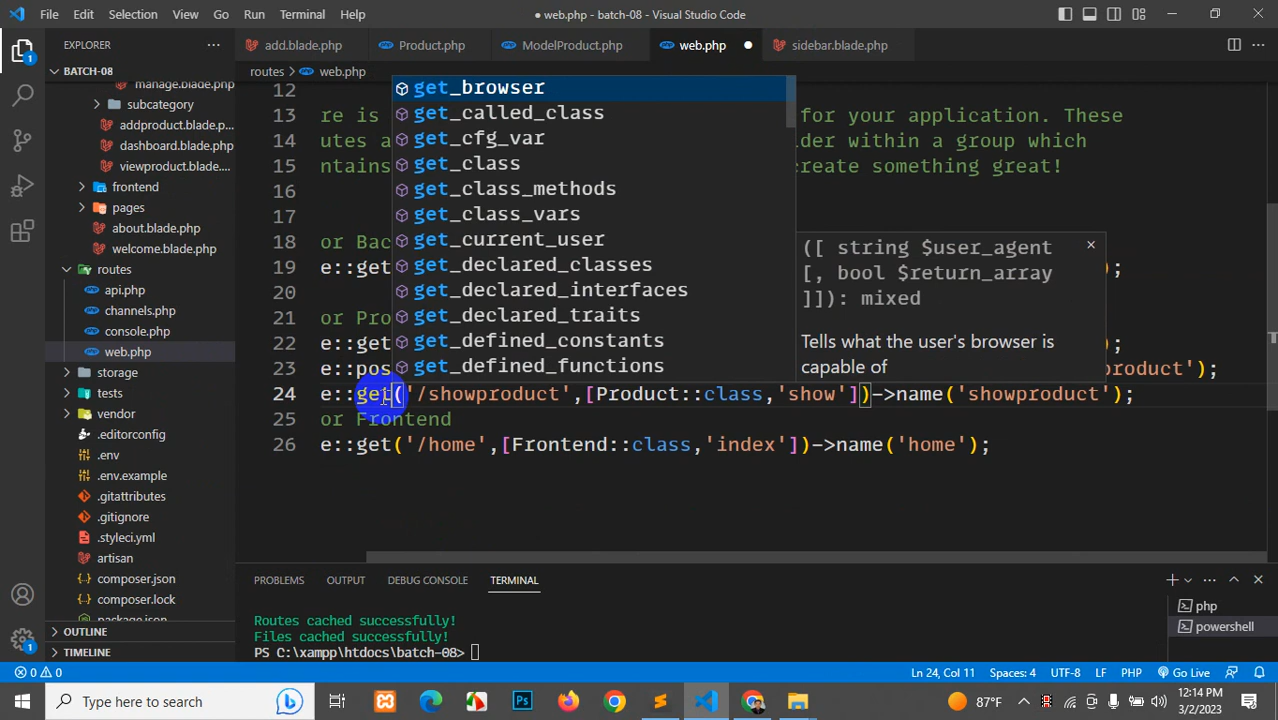 File Edit Selection View Go Run Terminal Help
● web.php - batch-08 - Visual Studio Code
EXPLORER
add.blade.php Product.php ModelProduct.php web.php sidebar.blade.php
BATCH-08
routes > web.php
manage.blade.php
subcategory
addproduct.blade.p...
dashboard.blade.php
viewproduct.blade....
frontend
pages
about.blade.php
welcome.blade.php
routes
api.php
channels.php
console.php
web.php
storage
tests
vendor
.editorconfig
.env
.env.example
.gitattributes
.gitignore
.styleci.yml
artisan
composer.json
composer.lock
package.json
OUTLINE
TIMELINE
12
13 re is for your application. These
14 utes a lder within a group which
15 ntains create something great!
16
17
18 or Bac
19 e::get );
20
21 or Pro
22 e::get );
23 e::pos product');
24 e::get('/showproduct',[Product::class,'show'])->name('showproduct');
25 or Frontend
26 e::get('/home',[Frontend::class,'index'])->name('home');
get_browser
get_called_class
get_cfg_var
get_class
get_class_methods
get_class_vars
get_current_user
get_declared_classes
get_declared_interfaces
get_declared_traits
get_defined_constants
get_defined_functions
([ string $user_agent
[, bool $return_array
]]): mixed
Tells what the user's browser is
capable of
PROBLEMS OUTPUT DEBUG CONSOLE TERMINAL
Routes cached successfully!
Files cached successfully!
PS C:\xampp\htdocs\batch-08>
php
powershell
0 0 Ln 24, Col 11 Spaces: 4 UTF-8 LF PHP Go Live
Type here to search
87°F
12:14 PM
3/2/2023